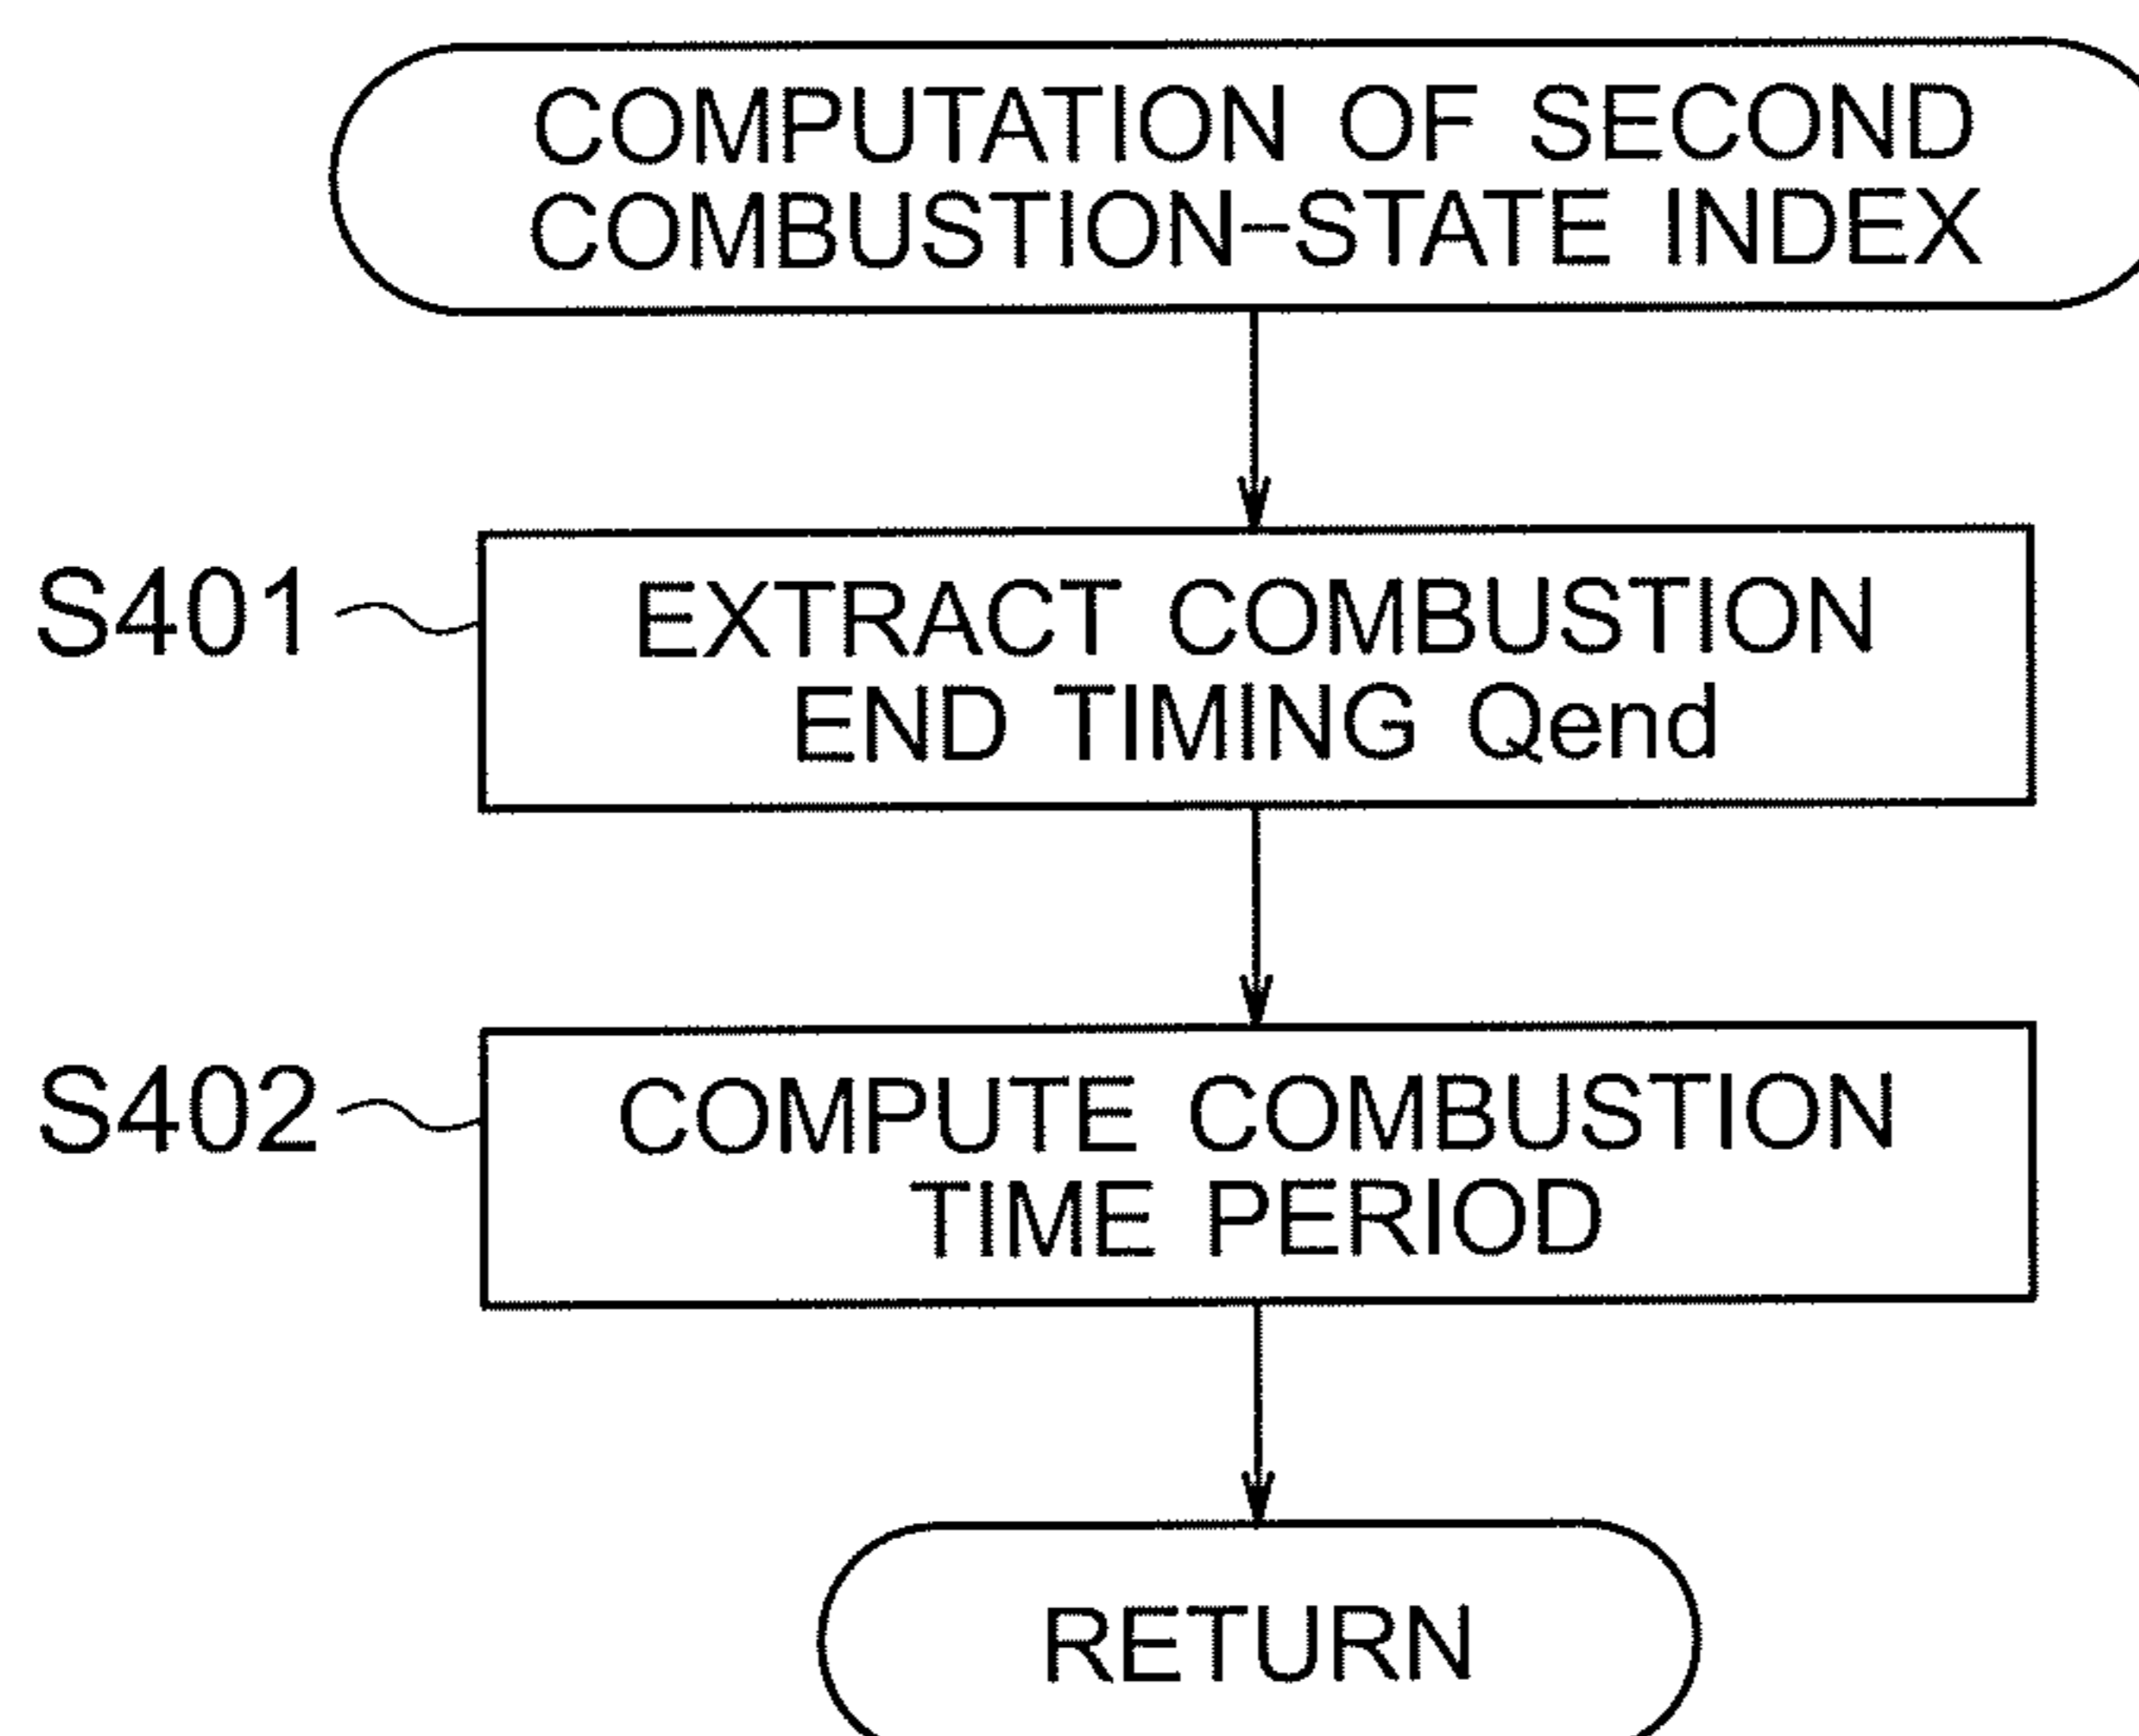 COMPUTATION OF SECOND
COMBUSTION-STATE INDEX
S401
EXTRACT COMBUSTION
END TIMING Qend
S402
COMPUTE COMBUSTION
TIME PERIOD
RETURN